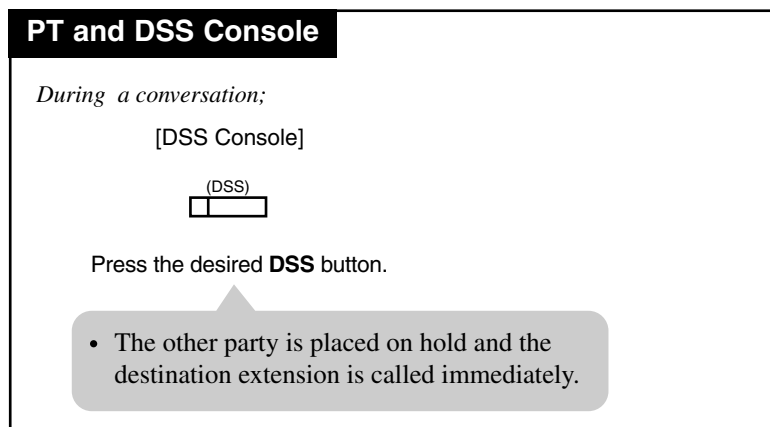 PT and DSS Console
During a conversation;
[DSS Console]
(DSS)
Press the desired DSS button.
• The other party is placed on hold and the
destination extension is called immediately.